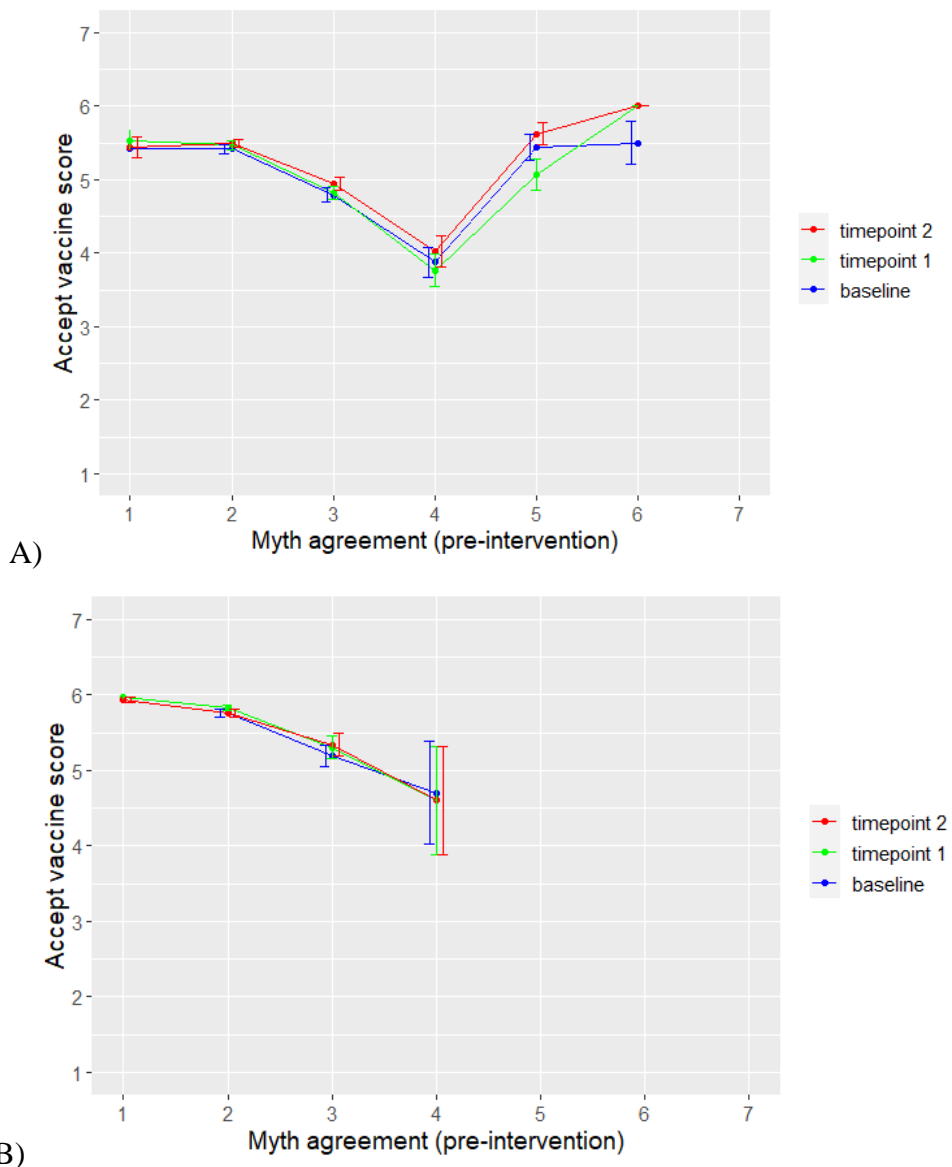 7
6
5
4
3
2
1
Accept vaccine score
1 2 3 4 5 6 7
Myth agreement (pre-intervention)
timepoint 2
timepoint 1
baseline
A)
7
6
5
4
3
2
1
Accept vaccine score
1 2 3 4 5 6 7
Myth agreement (pre-intervention)
timepoint 2
timepoint 1
baseline
B)